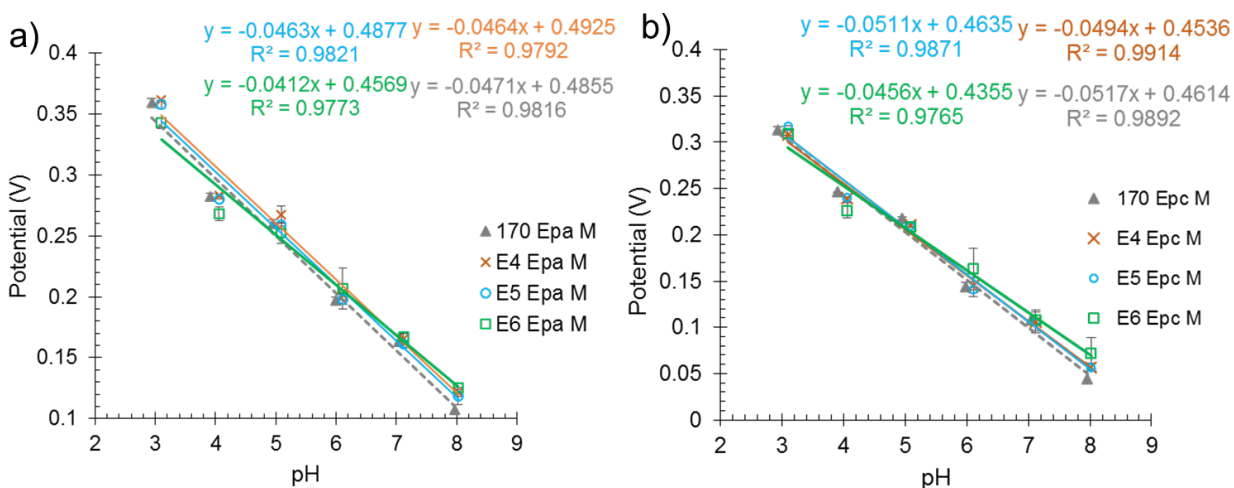 a)
y = -0.0463x + 0.4877
R² = 0.9821
y = -0.0464x + 0.4925
R² = 0.9792
y = -0.0412x + 0.4569
R² = 0.9773
y = -0.0471x + 0.4855
R² = 0.9816
0.4
0.35
0.3
0.25
0.2
0.15
0.1
Potential (V)
2 3 4 5 6 7 8 9
pH
170 Epa M
E4 Epa M
E5 Epa M
E6 Epa M
b)
y = -0.0511x + 0.4635
R² = 0.9871
y = -0.0494x + 0.4536
R² = 0.9914
y = -0.0456x + 0.4355
R² = 0.9765
y = -0.0517x + 0.4614
R² = 0.9892
0.4
0.35
0.3
0.25
0.2
0.15
0.1
0.05
0
Potential (V)
2 3 4 5 6 7 8 9
pH
170 Epc M
E4 Epc M
E5 Epc M
E6 Epc M